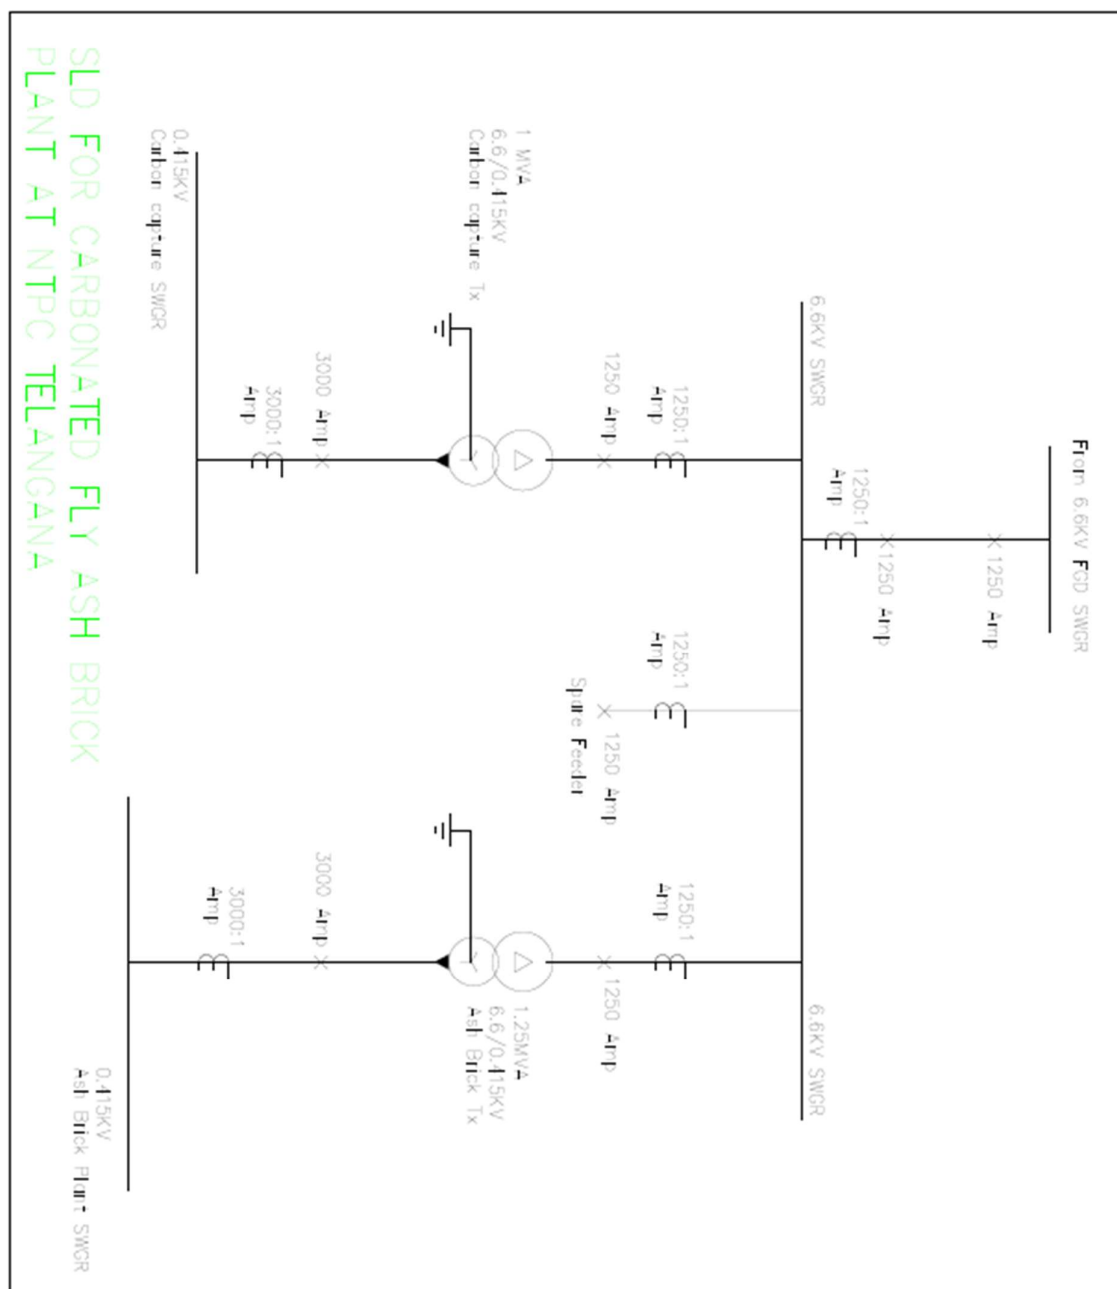 From 6.6KV FGD SWGR
1250 Amp
1250 Amp
1250:1
Amp
6.6KV SWGR
6.6KV SWGR
1250:1
Amp
1250 Amp
1250:1
Amp
1250 Amp
Spare Feeder
1250:1
Amp
1250 Amp
1 MVA
6.6/0.415KV
Carbon capture Tx
1.25MVA
6.6/0.415KV
Ash Brick Tx
3000 Amp
3000:1
Amp
3000 Amp
3000:1
Amp
0.415KV
Carbon capture SWGR
0.415KV
Ash Brick Plant SWGR
SLD FOR CARBONATED FLY ASH BRICK
PLANT AT NTPC TELANGANA